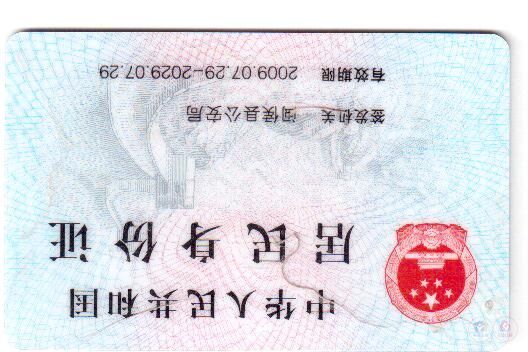 中华人民共和国
居民身份证
签发机关 闽侯县公安局
有效期限 2009.07.29-2029.07.29